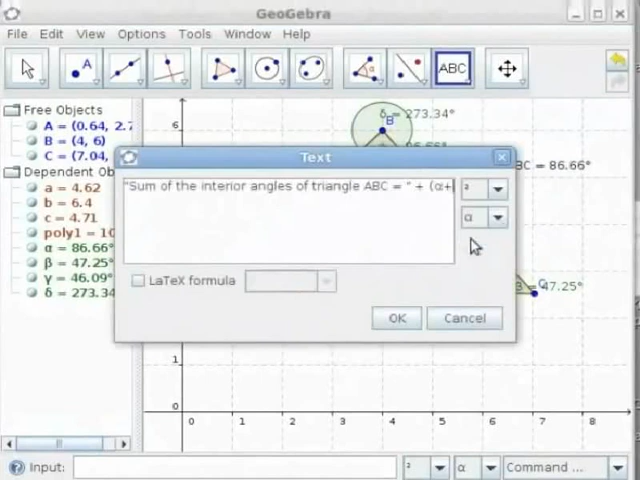 GeoGebra
File Edit View Options Tools Window Help
A
α
ABC
Free Objects
A = (0.64, 2.7
B = (4, 6)
C = (7.04,
Dependent Ob
a = 4.62
b = 6.4
c = 4.71
poly1 = 10
α = 86.66°
β = 47.25°
γ = 46.09°
δ = 273.34
δ = 273.34°
B
BC = 86.66°
β = 47.25°
C
Text
"Sum of the interior angles of triangle ABC = " + (α+
²
α
LaTeX formula
OK
Cancel
6
1
0
0 1 2 3 4 5 6 7 8
Input:
²
α
Command ...